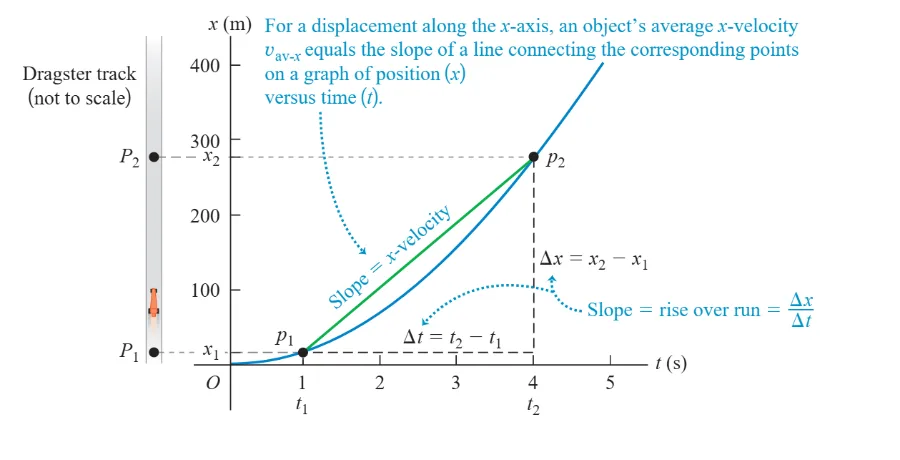 x (m)
For a displacement along the x-axis, an object’s average x-velocity
v_av-x equals the slope of a line connecting the corresponding points
on a graph of position (x)
versus time (t).
Dragster track
(not to scale)
400
300
P₂
x₂
p₂
200
Slope = x-velocity
Δx = x₂ − x₁
100
Slope = rise over run = Δx/Δt
p₁
Δt = t₂ − t₁
P₁
x₁
t (s)
O
1
2
3
4
5
t₁
t₂